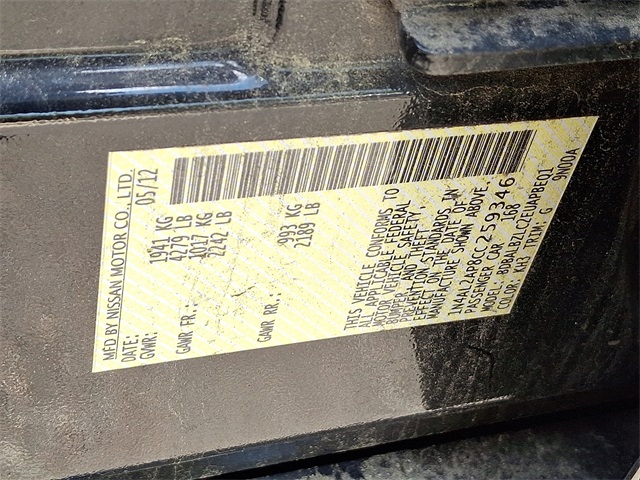 MFD BY NISSAN MOTOR CO., LTD.
DATE: 05/12
GVWR: 1941 KG
4279 LB
GAWR FR.: 1017 KG
2242 LB
GAWR RR.: 993 KG
2189 LB
THIS VEHICLE CONFORMS TO
ALL APPLICABLE FEDERAL
MOTOR VEHICLE SAFETY,
BUMPER, AND THEFT
PREVENTION STANDARDS IN
EFFECT ON THE DATE OF
MANUFACTURE SHOWN ABOVE.
1N4AL2AP0CC259346
PASSENGER CAR 168
MODEL:
COLOR: KH3 TRIM: G 9N00A